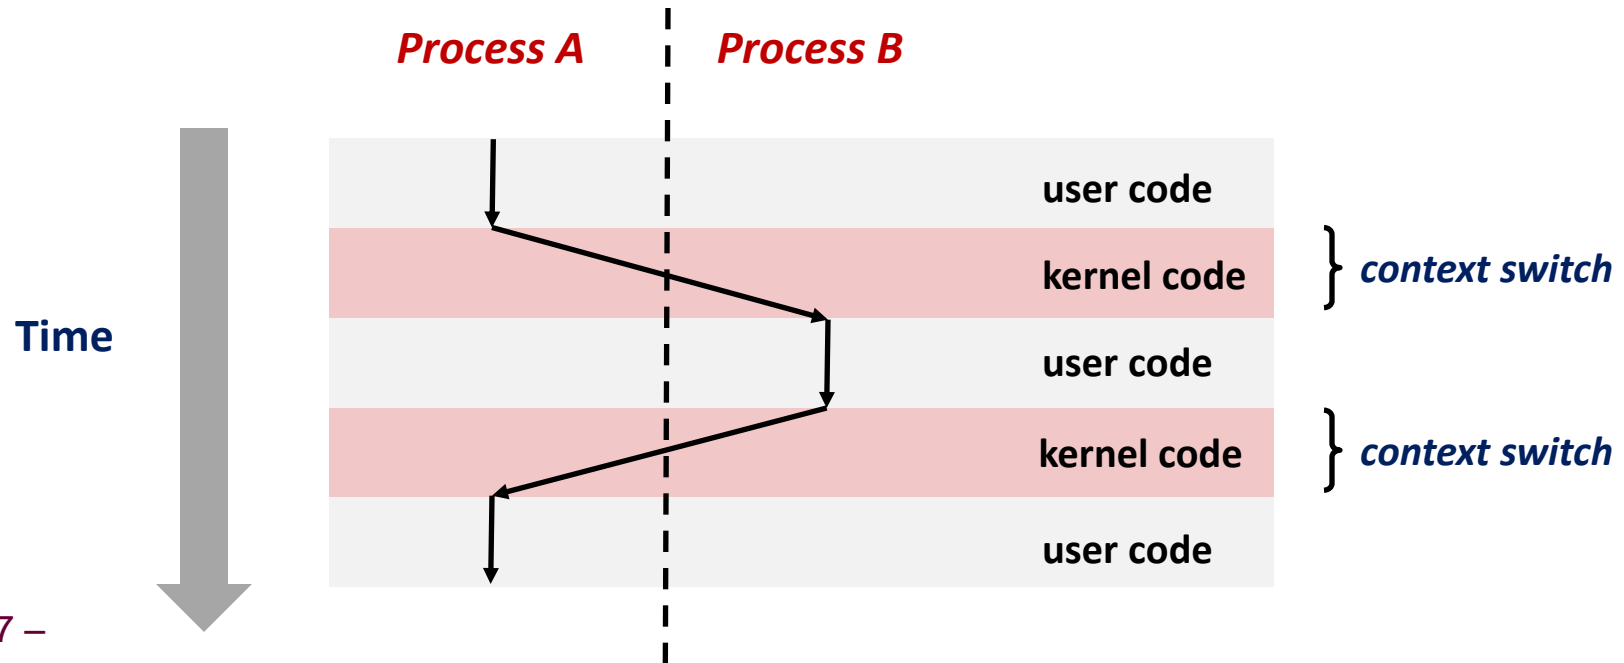 Process A
Process B
user code
kernel code
context switch
Time
user code
kernel code
context switch
user code
7 –